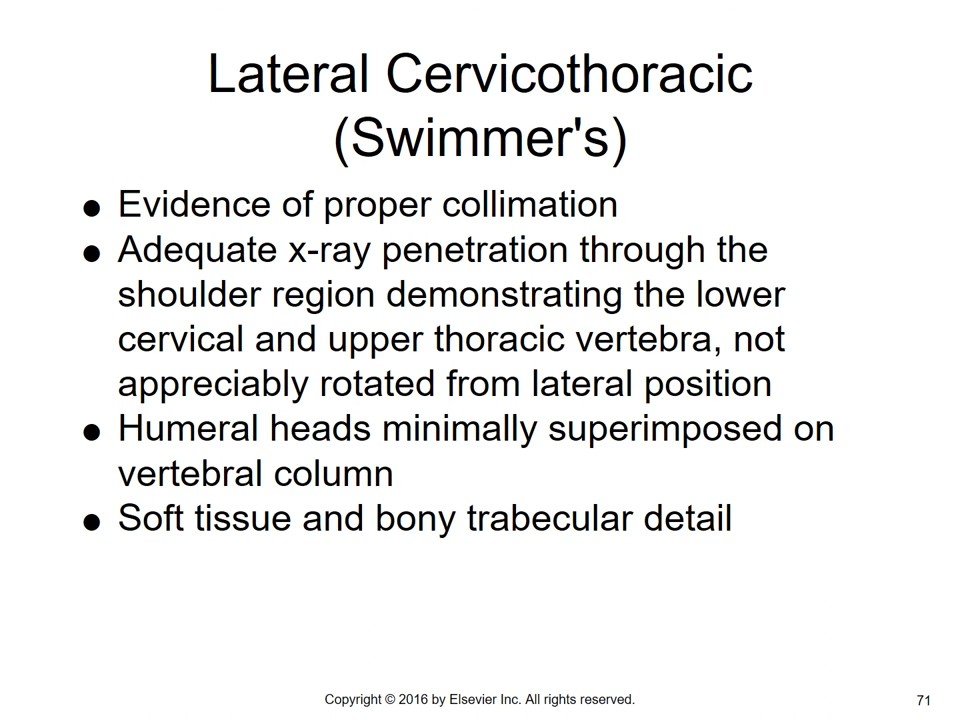 Lateral Cervicothoracic
(Swimmer's)
● Evidence of proper collimation
● Adequate x-ray penetration through the
shoulder region demonstrating the lower
cervical and upper thoracic vertebra, not
appreciably rotated from lateral position
● Humeral heads minimally superimposed on
vertebral column
● Soft tissue and bony trabecular detail
Copyright © 2016 by Elsevier Inc. All rights reserved.
71